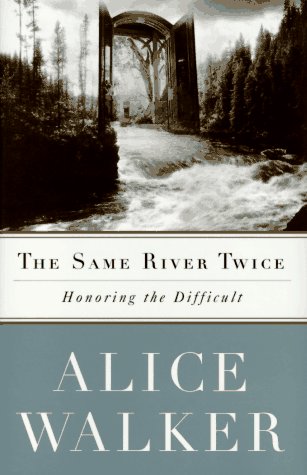 THE SAME RIVER TWICE
Honoring the Difficult
ALICE
WALKER